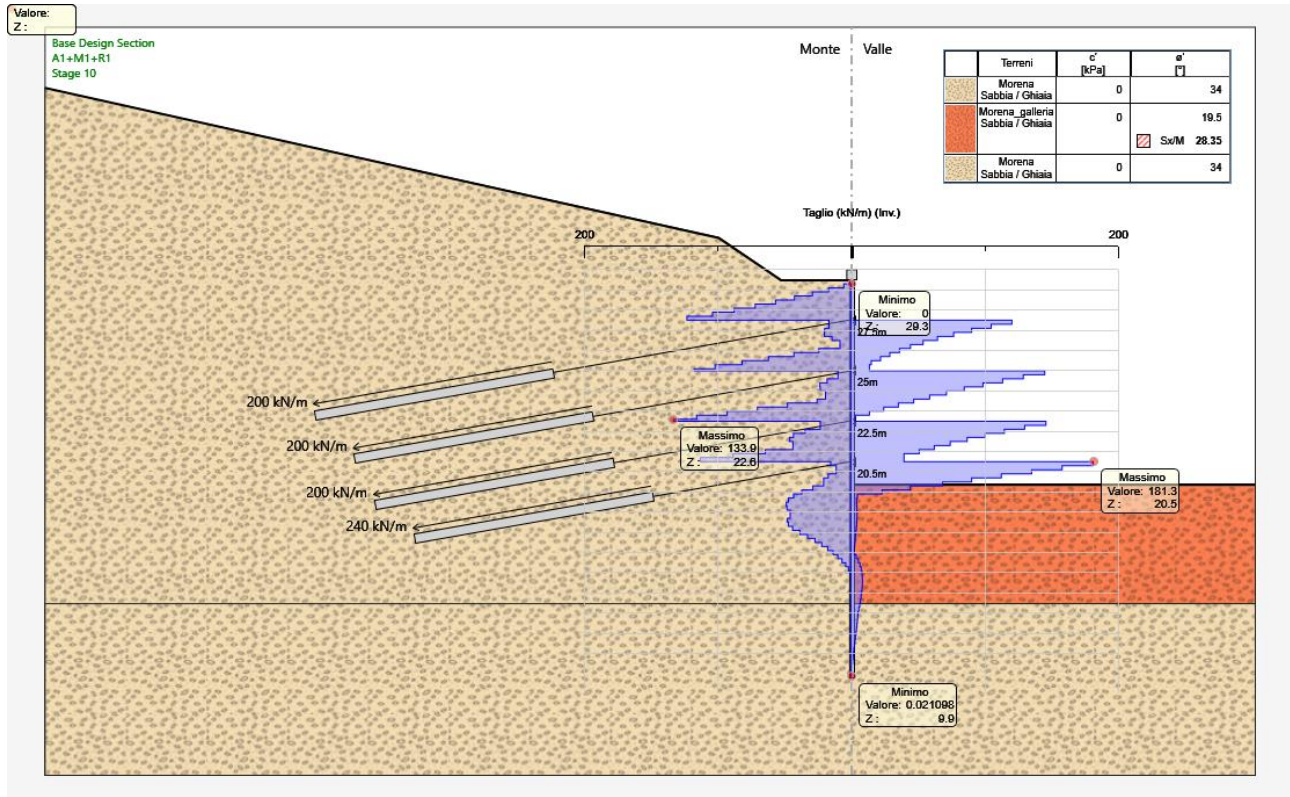 Valore:
Z :
Base Design Section
A1+M1+R1
Stage 10
Monte
Valle
Terreni
c' [kPa]
ø' [°]
Morena
Sabbia / Ghiaia
0
34
Morena_galleria
Sabbia / Ghiaia
0
19.5
Sx/M 28.35
Morena
Sabbia / Ghiaia
0
34
Taglio (kN/m) (Inv.)
200
200
Minimo
Valore: 0
Z : 29.3
27.5m
25m
22.5m
20.5m
200 kN/m
200 kN/m
200 kN/m
240 kN/m
Massimo
Valore: 133.9
Z : 22.6
Massimo
Valore: 181.3
Z : 20.5
Minimo
Valore: 0.021098
Z : 9.9